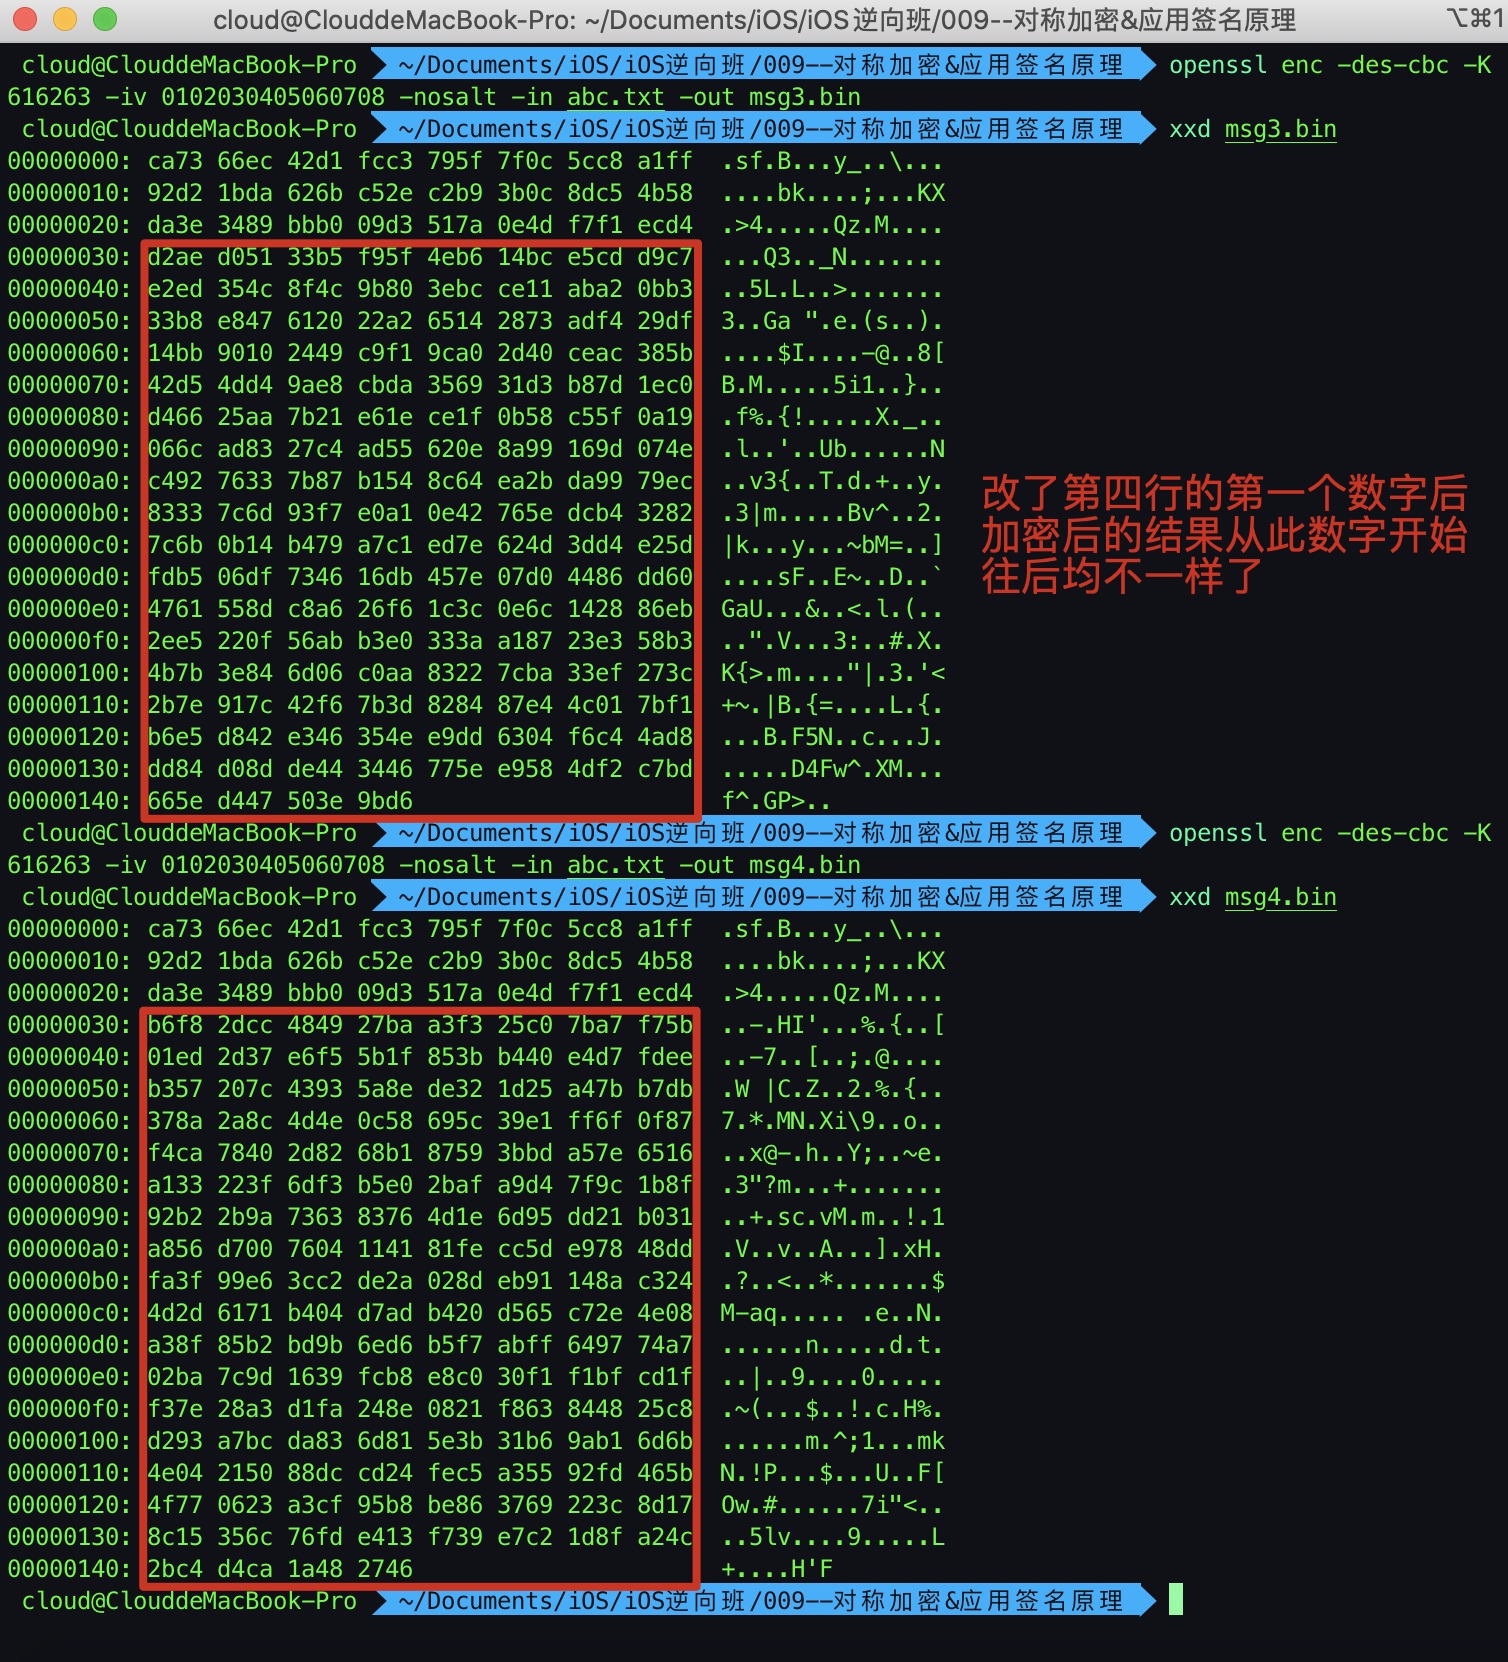 cloud@ClouddeMacBook-Pro: ~/Documents/iOS/iOS逆向班/009--对称加密&应用签名原理 ⌥⌘1
cloud@ClouddeMacBook-Pro ~/Documents/iOS/iOS逆向班/009--对称加密&应用签名原理 openssl enc -des-cbc -K
616263 -iv 0102030405060708 -nosalt -in abc.txt -out msg3.bin
cloud@ClouddeMacBook-Pro ~/Documents/iOS/iOS逆向班/009--对称加密&应用签名原理 xxd msg3.bin
00000000: ca73 66ec 42d1 fcc3 795f 7f0c 5cc8 a1ff .sf.B...y_..\...
00000010: 92d2 1bda 626b c52e c2b9 3b0c 8dc5 4b58 ....bk....;...KX
00000020: da3e 3489 bbb0 09d3 517a 0e4d f7f1 ecd4 .>4.....Qz.M....
00000030: d2ae d051 33b5 f95f 4eb6 14bc e5cd d9c7 ...Q3.._N.......
00000040: e2ed 354c 8f4c 9b80 3ebc ce11 aba2 0bb3 ..5L.L..>.......
00000050: 33b8 e847 6120 22a2 6514 2873 adf4 29df 3..Ga ".e.(s..).
00000060: 14bb 9010 2449 c9f1 9ca0 2d40 ceac 385b ....$I....-@..8[
00000070: 42d5 4dd4 9ae8 cbda 3569 31d3 b87d 1ec0 B.M.....5i1..}..
00000080: d466 25aa 7b21 e61e ce1f 0b58 c55f 0a19 .f%.{!.....X._..
00000090: 066c ad83 27c4 ad55 620e 8a99 169d 074e .l..'..Ub......N
000000a0: c492 7633 7b87 b154 8c64 ea2b da99 79ec ..v3{..T.d.+..y.
000000b0: 8333 7c6d 93f7 e0a1 0e42 765e dcb4 3282 .3|m.....Bv^..2.
000000c0: 7c6b 0b14 b479 a7c1 ed7e 624d 3dd4 e25d |k...y...~bM=..]
000000d0: fdb5 06df 7346 16db 457e 07d0 4486 dd60 ....sF..E~..D..`
000000e0: 4761 558d c8a6 26f6 1c3c 0e6c 1428 86eb GaU...&..<.l.(..
000000f0: 2ee5 220f 56ab b3e0 333a a187 23e3 58b3 ..".V...3:..#.X.
00000100: 4b7b 3e84 6d06 c0aa 8322 7cba 33ef 273c K{>.m...."|.3.'<
00000110: 2b7e 917c 42f6 7b3d 8284 87e4 4c01 7bf1 +~.|B.{=....L.{.
00000120: b6e5 d842 e346 354e e9dd 6304 f6c4 4ad8 ...B.F5N..c...J.
00000130: dd84 d08d de44 3446 775e e958 4df2 c7bd .....D4Fw^.XM...
00000140: 665e d447 503e 9bd6 f^.GP>..
改了第四行的第一个数字后
加密后的结果从此数字开始
往后均不一样了
cloud@ClouddeMacBook-Pro ~/Documents/iOS/iOS逆向班/009--对称加密&应用签名原理 openssl enc -des-cbc -K
616263 -iv 0102030405060708 -nosalt -in abc.txt -out msg4.bin
cloud@ClouddeMacBook-Pro ~/Documents/iOS/iOS逆向班/009--对称加密&应用签名原理 xxd msg4.bin
00000000: ca73 66ec 42d1 fcc3 795f 7f0c 5cc8 a1ff .sf.B...y_..\...
00000010: 92d2 1bda 626b c52e c2b9 3b0c 8dc5 4b58 ....bk....;...KX
00000020: da3e 3489 bbb0 09d3 517a 0e4d f7f1 ecd4 .>4.....Qz.M....
00000030: b6f8 2dcc 4849 27ba a3f3 25c0 7ba7 f75b ..-.HI'...%.{..[
00000040: 01ed 2d37 e6f5 5b1f 853b b440 e4d7 fdee ..-7..[..;.@....
00000050: b357 207c 4393 5a8e de32 1d25 a47b b7db .W |C.Z..2.%.{..
00000060: 378a 2a8c 4d4e 0c58 695c 39e1 ff6f 0f87 7.*.MN.Xi\9..o..
00000070: f4ca 7840 2d82 68b1 8759 3bbd a57e 6516 ..x@-.h..Y;..~e.
00000080: a133 223f 6df3 b5e0 2baf a9d4 7f9c 1b8f .3"?m...+.......
00000090: 92b2 2b9a 7363 8376 4d1e 6d95 dd21 b031 ..+.sc.vM.m..!.1
000000a0: a856 d700 7604 1141 81fe cc5d e978 48dd .V..v..A...].xH.
000000b0: fa3f 99e6 3cc2 de2a 028d eb91 148a c324 .?..<..*.......$
000000c0: 4d2d 6171 b404 d7ad b420 d565 c72e 4e08 M-aq..... .e..N.
000000d0: a38f 85b2 bd9b 6ed6 b5f7 abff 6497 74a7 ......n.....d.t.
000000e0: 02ba 7c9d 1639 fcb8 e8c0 30f1 f1bf cd1f ..|..9....0.....
000000f0: f37e 28a3 d1fa 248e 0821 f863 8448 25c8 .~(...$..!.c.H%.
00000100: d293 a7bc da83 6d81 5e3b 31b6 9ab1 6d6b ......m.^;1...mk
00000110: 4e04 2150 88dc cd24 fec5 a355 92fd 465b N.!P...$...U..F[
00000120: 4f77 0623 a3cf 95b8 be86 3769 223c 8d17 Ow.#......7i"<..
00000130: 8c15 356c 76fd e413 f739 e7c2 1d8f a24c ..5lv....9.....L
00000140: 2bc4 d4ca 1a48 2746 +....H'F
cloud@ClouddeMacBook-Pro ~/Documents/iOS/iOS逆向班/009--对称加密&应用签名原理